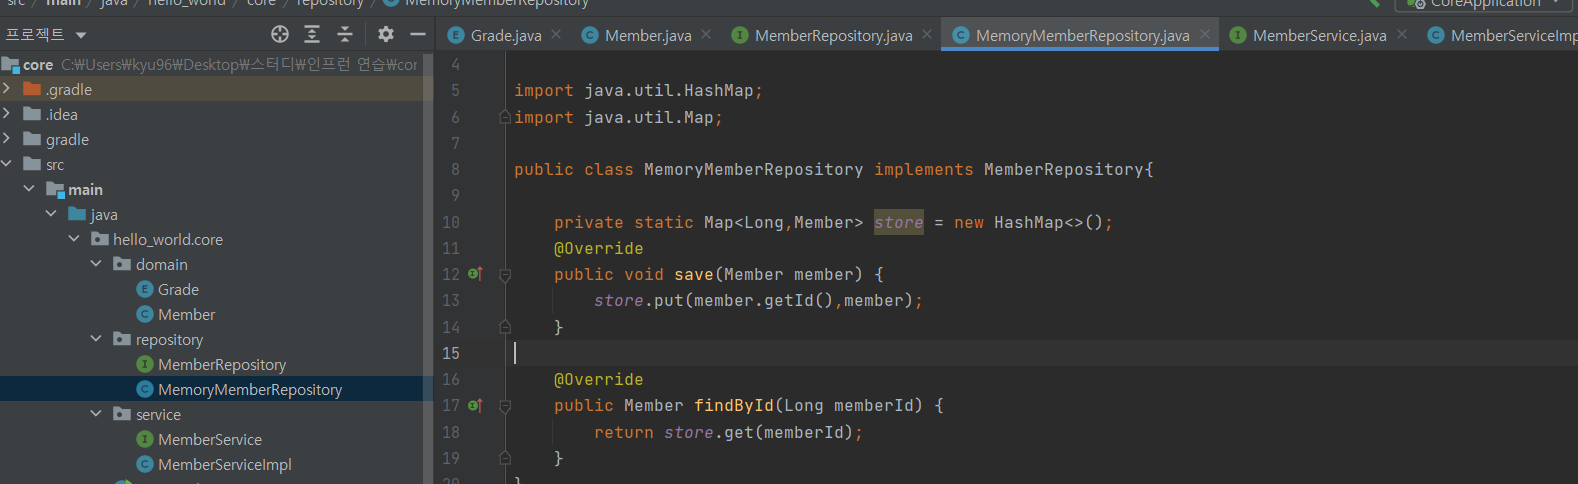 src / main / java / hello_world / core / repository / MemoryMemberRepository
CoreApplication
프로젝트
Grade.java
Member.java
MemberRepository.java
MemoryMemberRepository.java
MemberService.java
MemberServiceImp
core C:₩Users₩kyu96₩Desktop₩스터디₩인프런 연습₩cor
.gradle
.idea
gradle
src
main
java
hello_world.core
domain
Grade
Member
repository
MemberRepository
MemoryMemberRepository
service
MemberService
MemberServiceImpl
4
5 import java.util.HashMap;
6 import java.util.Map;
7
8 public class MemoryMemberRepository implements MemberRepository{
9
10 private static Map<Long,Member> store = new HashMap<>();
11 @Override
12 public void save(Member member) {
13 store.put(member.getId(),member);
14 }
15
16 @Override
17 public Member findById(Long memberId) {
18 return store.get(memberId);
19 }
20 }